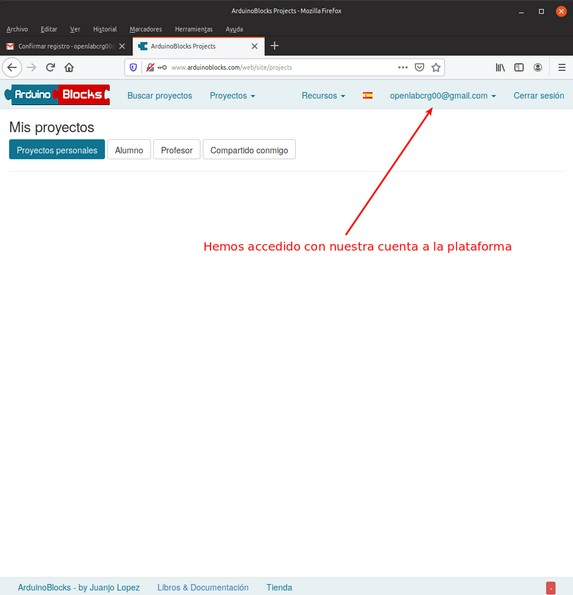 ArduinoBlocks Projects - Mozilla Firefox
Archivo Editar Ver Historial Marcadores Herramientas Ayuda
Confirmar registro - openlabcrg00 ArduinoBlocks Projects
www.arduinoblocks.com/web/site/projects
Arduino Blocks Buscar proyectos Proyectos Recursos openlabcrg00@gmail.com Cerrar sesión
Mis proyectos
Proyectos personales Alumno Profesor Compartido conmigo
Hemos accedido con nuestra cuenta a la plataforma
ArduinoBlocks - by Juanjo Lopez Libros & Documentación Tienda